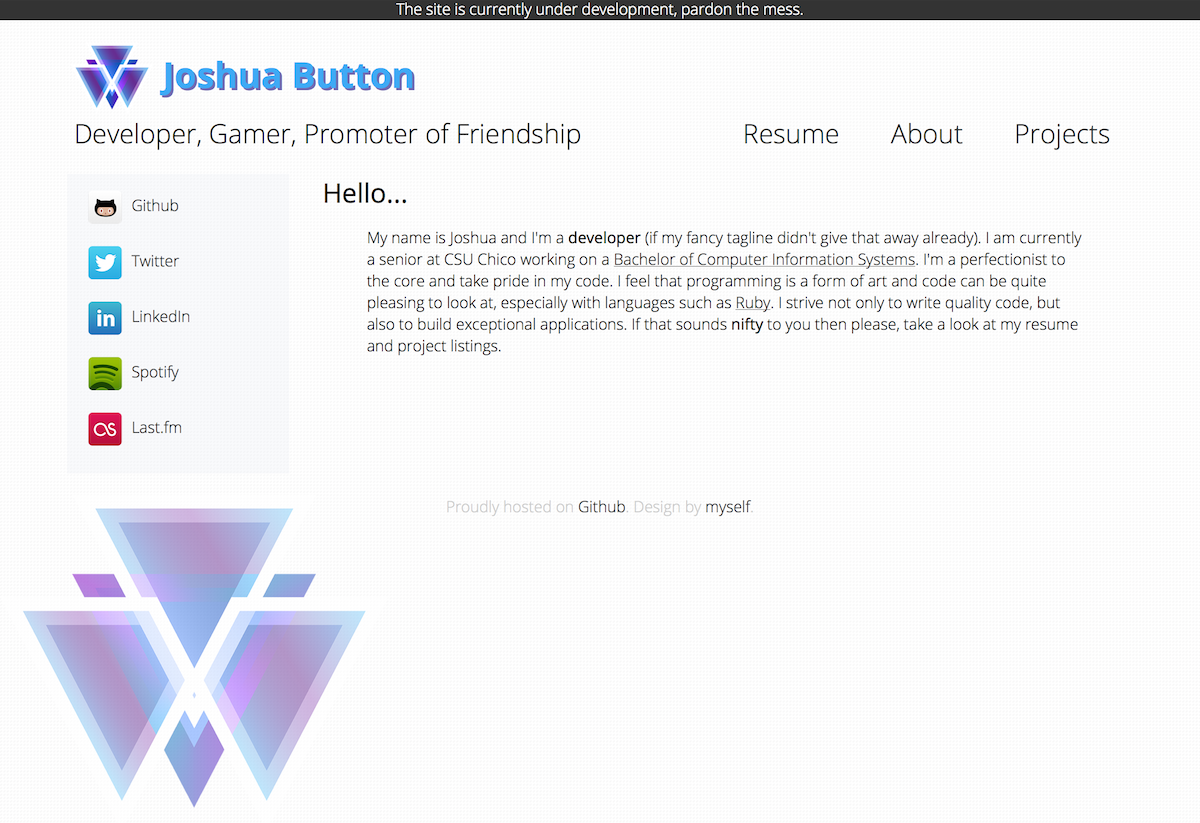 The site is currently under development, pardon the mess.
Joshua Button
Developer, Gamer, Promoter of Friendship
Resume
About
Projects
Github
Twitter
LinkedIn
Spotify
Last.fm
Hello...
My name is Joshua and I'm a developer (if my fancy tagline didn't give that away already). I am currently
a senior at CSU Chico working on a Bachelor of Computer Information Systems. I'm a perfectionist to
the core and take pride in my code. I feel that programming is a form of art and code can be quite
pleasing to look at, especially with languages such as Ruby. I strive not only to write quality code, but
also to build exceptional applications. If that sounds nifty to you then please, take a look at my resume
and project listings.
Proudly hosted on Github. Design by myself.